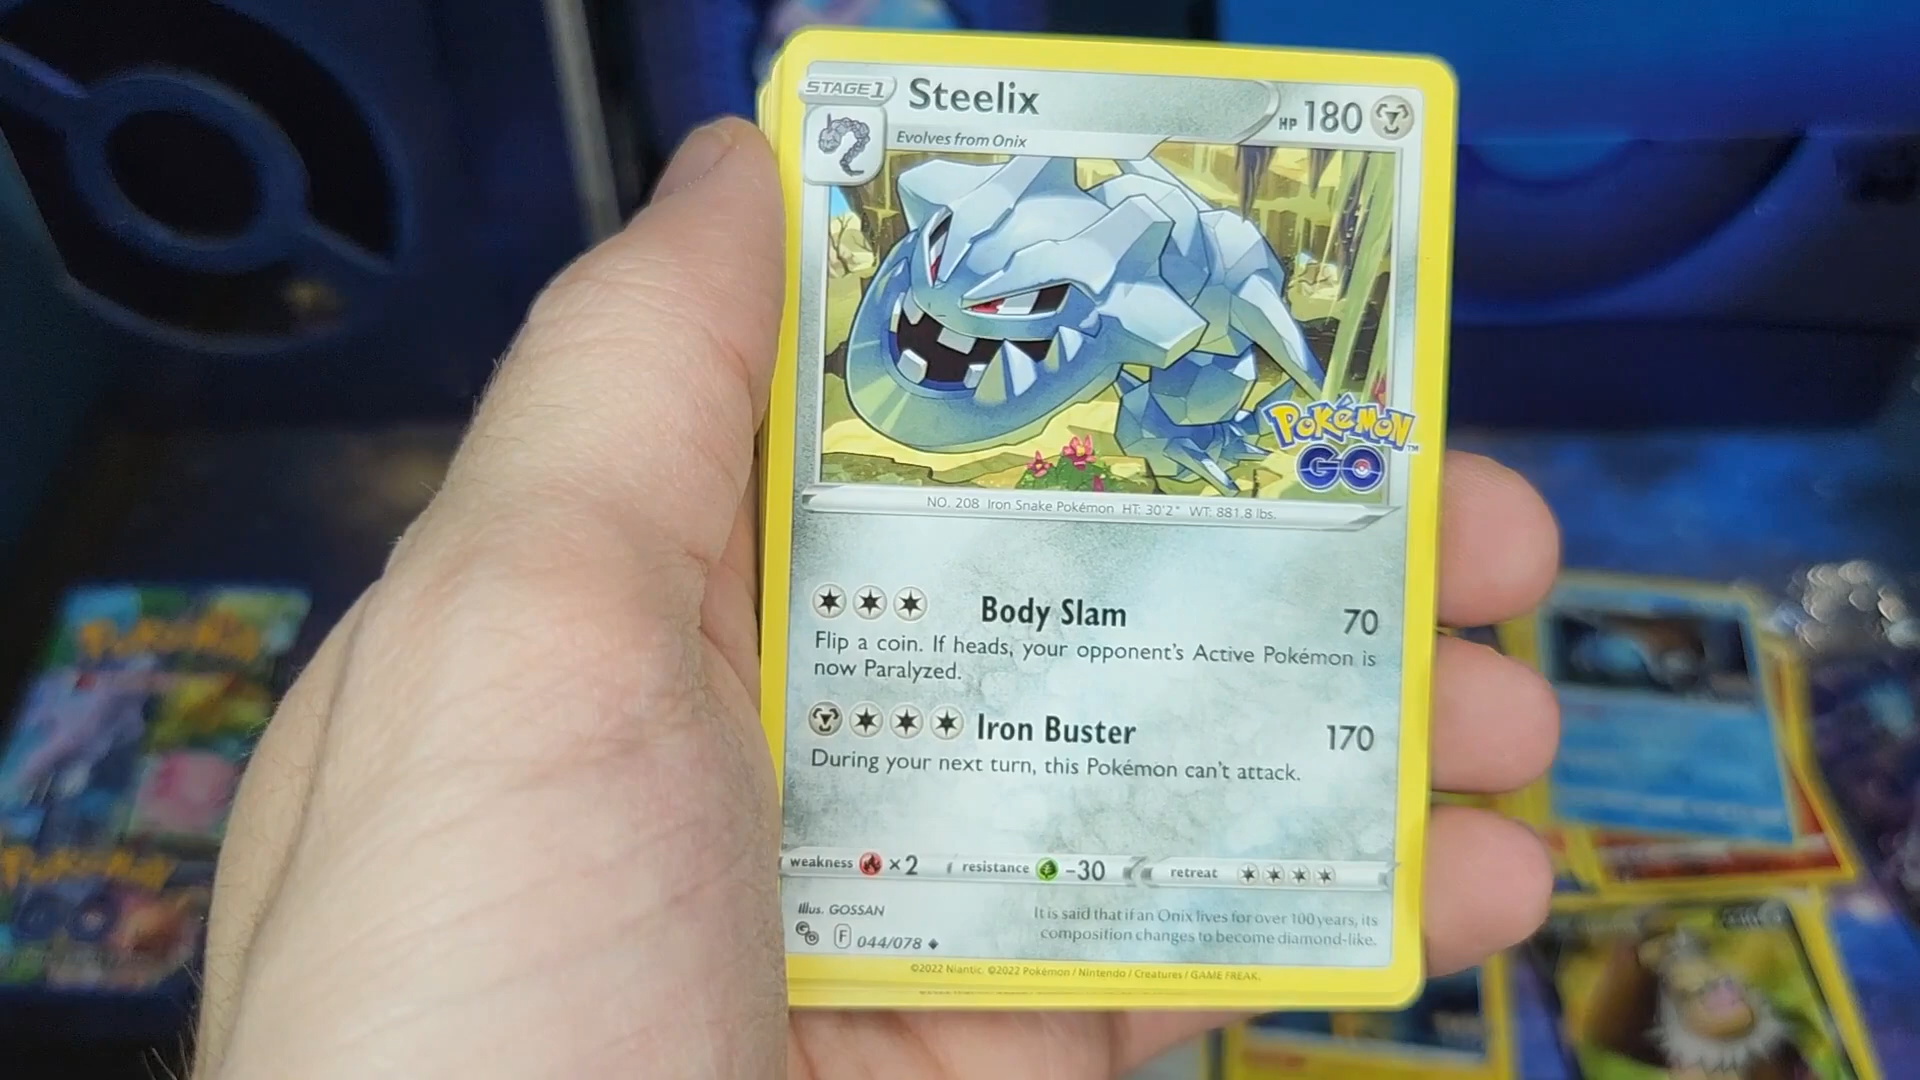 STAGE1 Steelix HP 180
Evolves from Onix
Pokémon
GO
TM
NO. 208 Iron Snake Pokémon HT: 30'2" WT: 881.8 lbs.
Body Slam 70
Flip a coin. If heads, your opponent's Active Pokémon is
now Paralyzed.
Iron Buster 170
During your next turn, this Pokémon can't attack.
weakness ×2 resistance -30 retreat
Illus. GOSSAN
It is said that if an Onix lives for over 100 years, its
composition changes to become diamond-like.
GO F 044/078
©2022 Niantic. ©2022 Pokémon / Nintendo / Creatures / GAME FREAK.
Pokémon
Pokémon